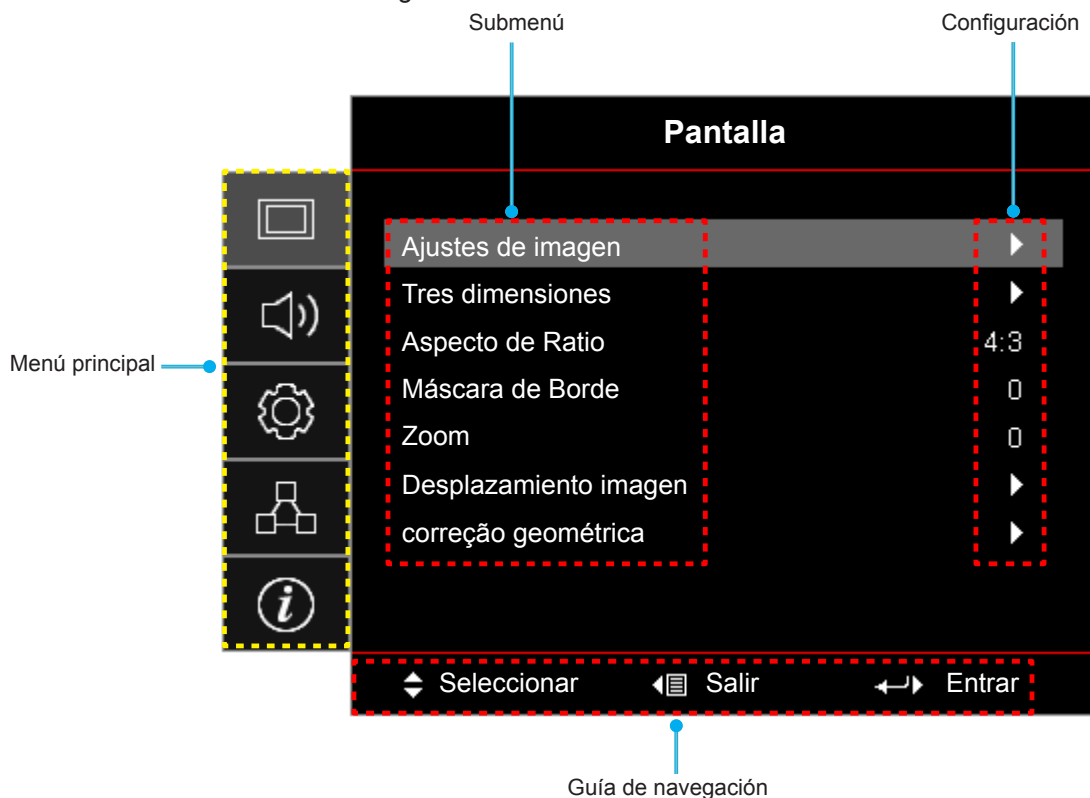 g
Submenú
Configuración
Pantalla
Menú principal
Ajustes de imagen
Tres dimensiones
Aspecto de Ratio 4:3
Máscara de Borde 0
Zoom 0
Desplazamiento imagen
correção geométrica
i
Seleccionar Salir Entrar
Guía de navegación